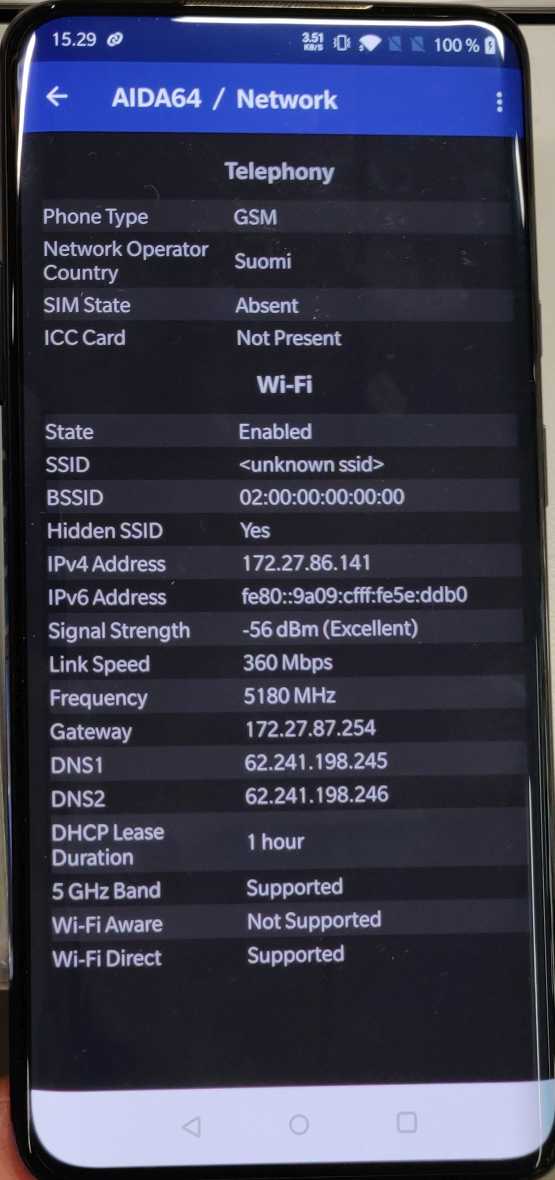 15.29 3.51 KB/S 100 %
AIDA64 / Network
Telephony
Phone Type GSM
Network Operator Country Suomi
SIM State Absent
ICC Card Not Present
Wi-Fi
State Enabled
SSID <unknown ssid>
BSSID 02:00:00:00:00:00
Hidden SSID Yes
IPv4 Address 172.27.86.141
IPv6 Address fe80::9a09:cfff:fe5e:ddb0
Signal Strength -56 dBm (Excellent)
Link Speed 360 Mbps
Frequency 5180 MHz
Gateway 172.27.87.254
DNS1 62.241.198.245
DNS2 62.241.198.246
DHCP Lease Duration 1 hour
5 GHz Band Supported
Wi-Fi Aware Not Supported
Wi-Fi Direct Supported